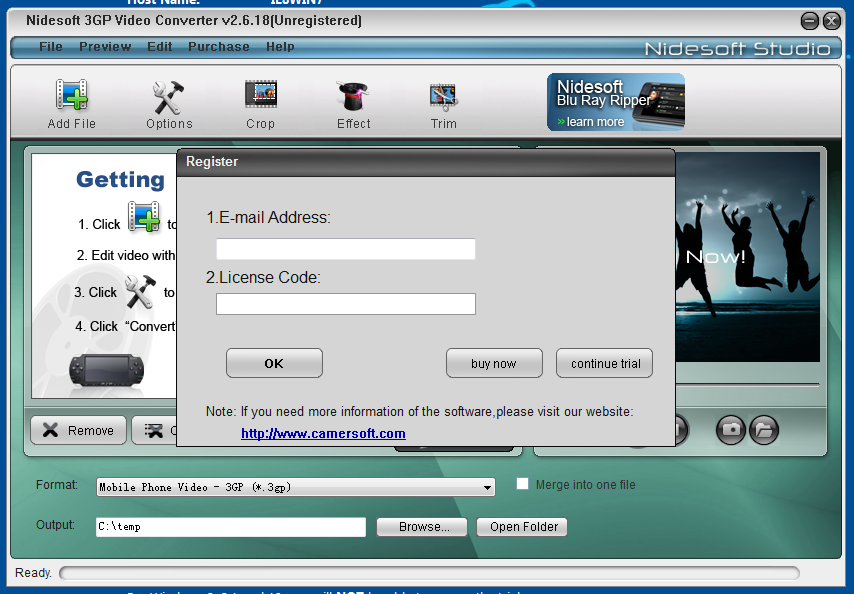 Host Name: IE8WIN7
Nidesoft 3GP Video Converter v2.6.18(Unregistered)
File Preview Edit Purchase Help
Nidesoft Studio
Add File Options Crop Effect Trim
Nidesoft
Blu Ray Ripper
»learn more
Register
Getting
1. Click to
2. Edit video with
3. Click to
4. Click “Convert
Now!
1.E-mail Address:
2.License Code:
OK buy now continue trial
Note: If you need more information of the software,please visit our website:
http://www.camersoft.com
Remove
Format: Mobile Phone Video - 3GP (*.3gp) Merge into one file
Output: C:\temp Browse... Open Folder
Ready.